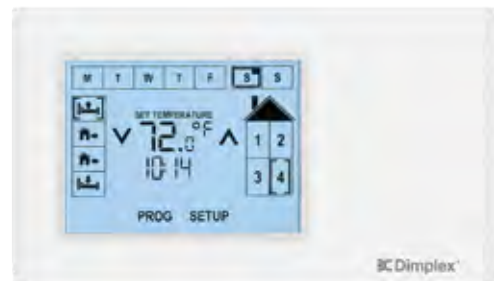 M T W T F S S
SET TEMPERATURE
72.0°F
10:14
1 2
3 4
PROG SETUP
Dimplex